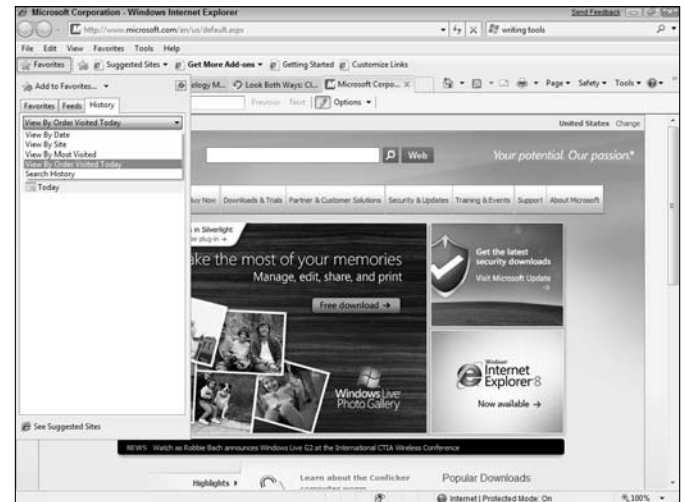 Microsoft Corporation - Windows Internet Explorer
Send Feedback
http://www.microsoft.com/en/us/default.aspx
writing tools
File Edit View Favorites Tools Help
Favorites
Suggested Sites
Get More Add-ons
Getting Started
Customize Links
Add to Favorites...
ology M...
Look Both Ways: Cl...
Microsoft Corpo...
Page
Safety
Tools
Favorites Feeds History
Previous Next Options
View By Order Visited Today
View By Date
View By Site
View By Most Visited
View By Order Visited Today
Search History
Today
United States Change
Web
Your potential. Our passion.
Buy Now Downloads & Trials Partner & Customer Solutions Security & Updates Training & Events Support About Microsoft
s in Silverlight
plug-in
ake the most of your memories
Manage, edit, share, and print
Free download
Windows Live
Photo Gallery
Get the latest
security downloads
Visit Microsoft Update
Windows
Internet
Explorer 8
Now available
See Suggested Sites
NEWS Watch as Robbie Bach announces Windows Live G2 at the International CTIA Wireless Conference
Highlights
Learn about the Conficker
computer worm
Popular Downloads
Internet | Protected Mode: On
100%